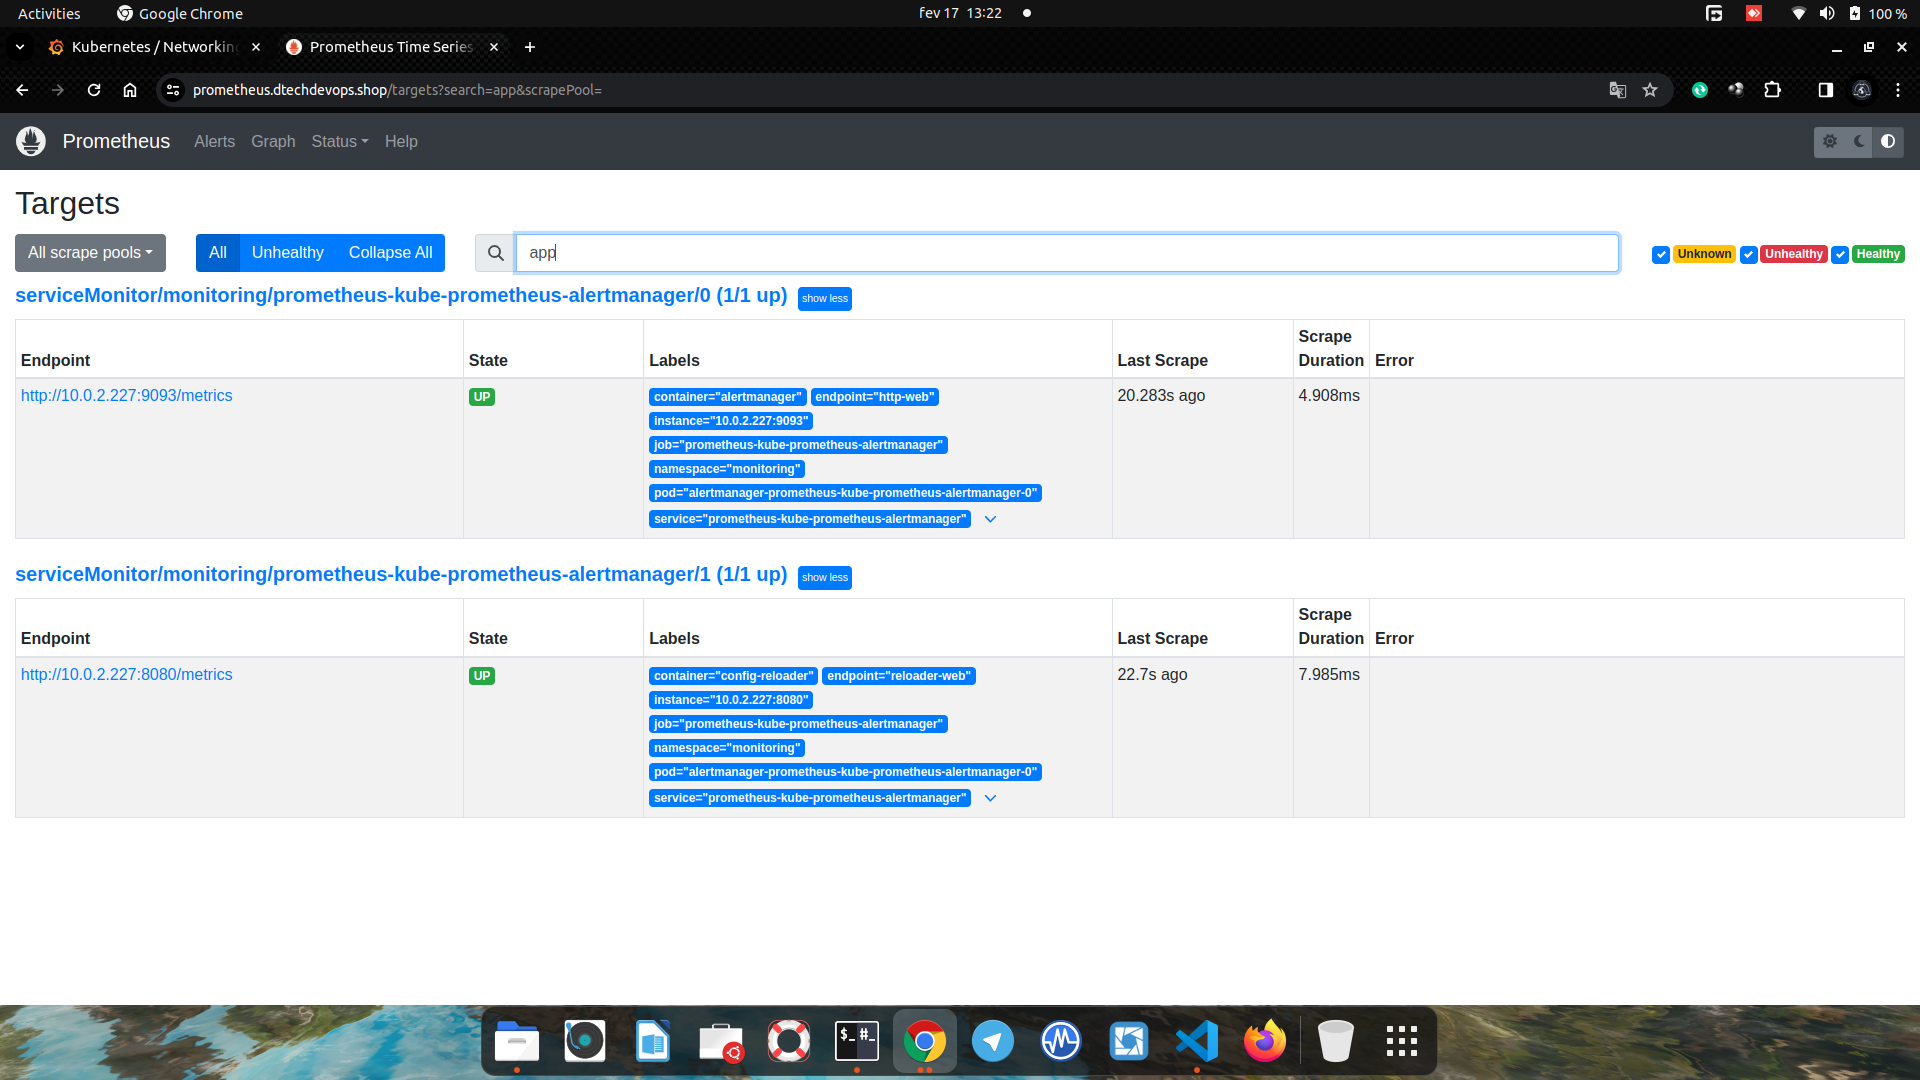 Activities
Google Chrome
fev 17 13:22
100 %
Kubernetes / Networking
Prometheus Time Series
prometheus.dtechdevops.shop/targets?search=app&scrapePool=
Prometheus
Alerts
Graph
Status
Help
Targets
All scrape pools
All
Unhealthy
Collapse All
app
Unknown
Unhealthy
Healthy
serviceMonitor/monitoring/prometheus-kube-prometheus-alertmanager/0 (1/1 up)
show less
Endpoint
State
Labels
Last Scrape
Scrape
Duration
Error
http://10.0.2.227:9093/metrics
UP
container="alertmanager" endpoint="http-web"
instance="10.0.2.227:9093"
job="prometheus-kube-prometheus-alertmanager"
namespace="monitoring"
pod="alertmanager-prometheus-kube-prometheus-alertmanager-0"
service="prometheus-kube-prometheus-alertmanager"
20.283s ago
4.908ms
serviceMonitor/monitoring/prometheus-kube-prometheus-alertmanager/1 (1/1 up)
show less
Endpoint
State
Labels
Last Scrape
Scrape
Duration
Error
http://10.0.2.227:8080/metrics
UP
container="config-reloader" endpoint="reloader-web"
instance="10.0.2.227:8080"
job="prometheus-kube-prometheus-alertmanager"
namespace="monitoring"
pod="alertmanager-prometheus-kube-prometheus-alertmanager-0"
service="prometheus-kube-prometheus-alertmanager"
22.7s ago
7.985ms
$_ #_